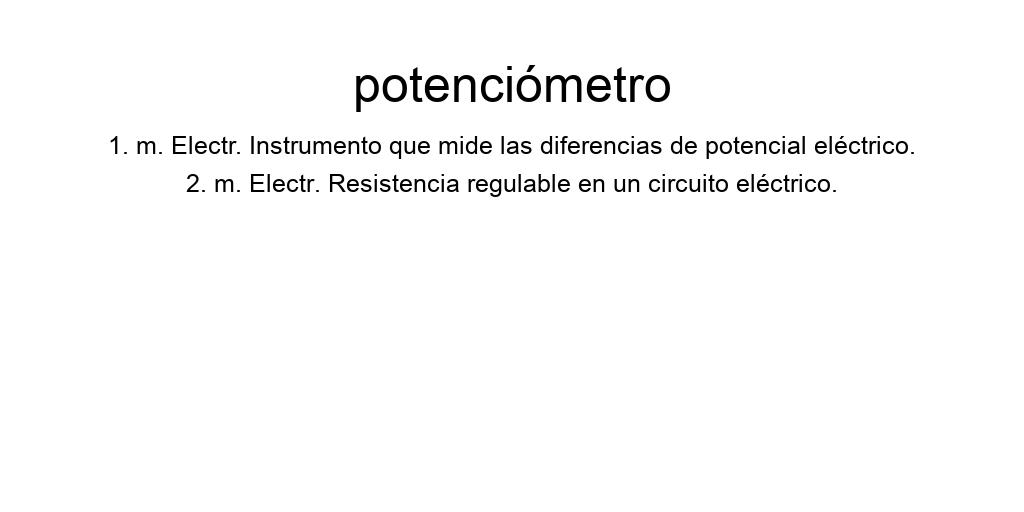 potenciómetro
1. m. Electr. Instrumento que mide las diferencias de potencial eléctrico.
2. m. Electr. Resistencia regulable en un circuito eléctrico.